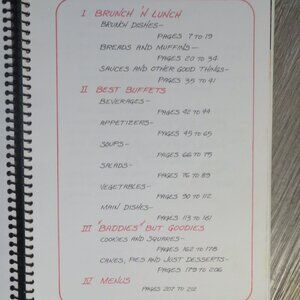 I BRUNCH 'N LUNCH
BRUNCH DISHES—
PAGES 7 TO 19
BREADS AND MUFFINS—
PAGES 20 TO 34
SAUCES AND OTHER GOOD THINGS—
PAGES 35 TO 41
II BEST BUFFETS
BEVERAGES—
PAGES 42 TO 44
APPETIZERS—
PAGES 45 TO 65
SOUPS—
PAGES 66 TO 75
SALADS—
PAGES 76 TO 89
VEGETABLES—
PAGES 90 TO 112
MAIN DISHES—
PAGES 113 TO 161
III "BADDIES" BUT GOODIES
COOKIES AND SQUARES—
PAGES 162 TO 178
CAKES, PIES AND JUST DESSERTS—
PAGES 179 TO 206
IV MENUS
PAGES 207 TO 212